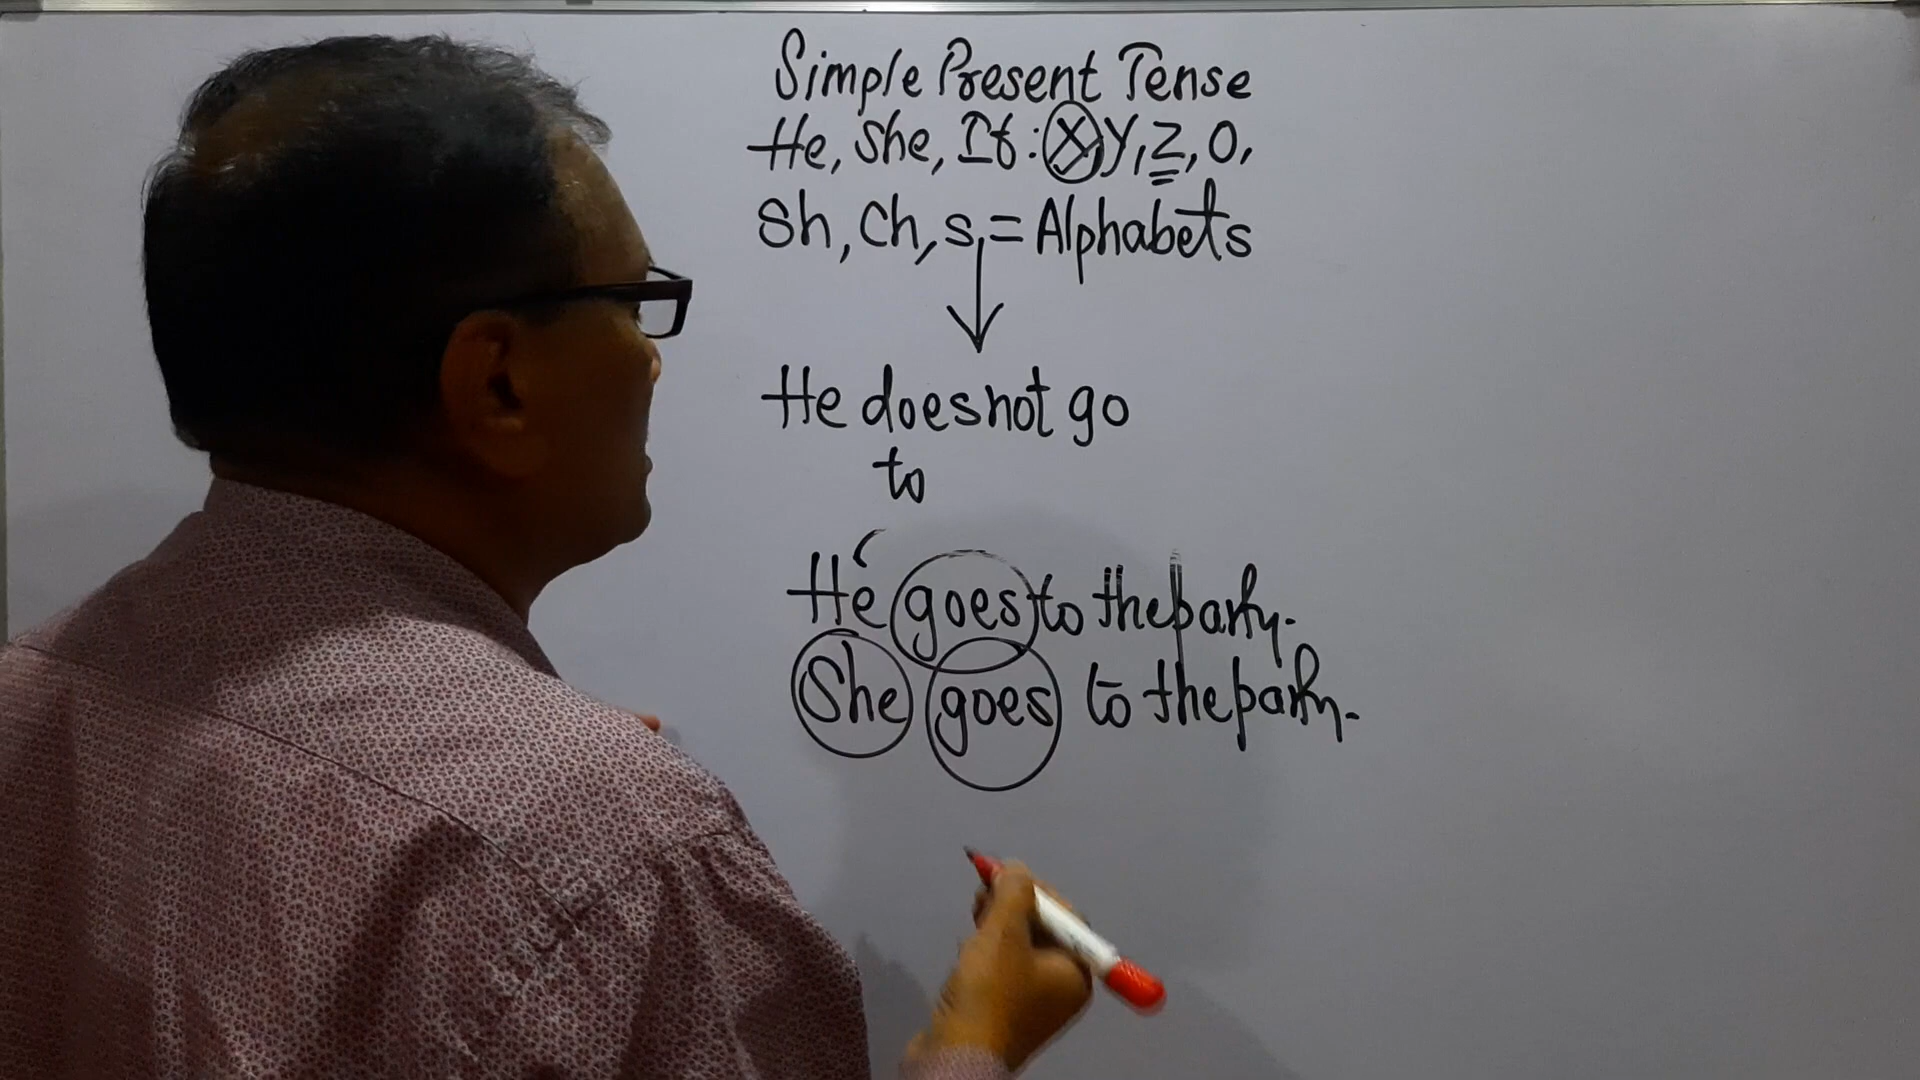 Simple Present Tense
He, She, It : X, Y, Z, O,
Sh, Ch, s, = Alphabets
He does not go
to
He goes to the party.
She goes to the party.